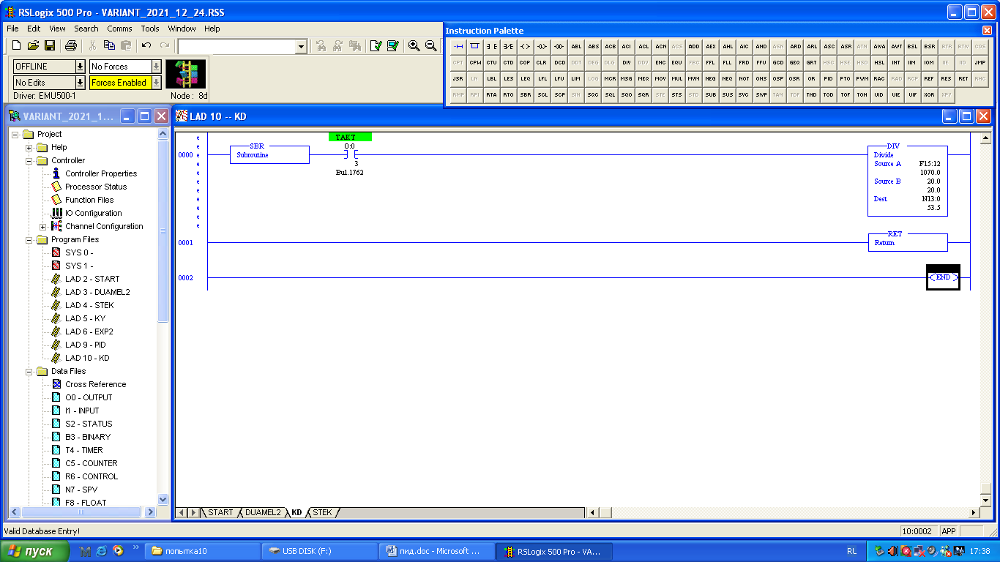 RSLogix 500 Pro - VARIANT_2021_12_24.RSS
File Edit View Search Comms Tools Window Help
Instruction Palette
ABL ABS ACB ACI ACL ACN ACS ADD AEX AHL AIC AND ASN ARD ARL ASC ASR ATN AWA AWT BSL BSR BTR BTW COS
CPT CPW CTD CTU COP CLR DCD DDT DEG DLG DIV DDV ENC EQU FBC FFL FLL FRD FFU GCD GEQ GRT HSC HSE HSD HSL INT IIM IOM IIE IID JMP
JSR LN LBL LES LEQ LFL LFU LIM LOG MCR MSG MEQ MOV MUL MVM NEG NEQ NOT ONS OSF OSR OR PID PTO PWM RAC RAD RCP REF RES RET RHC
RMP RPI RTA RTO SBR SCL SCP SIN SQC SQL SQO SQR STE STS STD SUB SUS SVC SWP TAN TDF TND TOD TOF TON UID UIE UIF XOR XPY
OFFLINE
No Forces
No Edits
Forces Enabled
Driver: EMU500-1
Node : 8d
VARIANT_2021_1...
LAD 10 -- KD
Project
Help
Controller
Controller Properties
Processor Status
Function Files
IO Configuration
Channel Configuration
Program Files
SYS 0 -
SYS 1 -
LAD 2 - START
LAD 3 - DUAMEL2
LAD 4 - STEK
LAD 5 - KY
LAD 6 - EXP2
LAD 9 - PID
LAD 10 - KD
Data Files
Cross Reference
O0 - OUTPUT
I1 - INPUT
S2 - STATUS
B3 - BINARY
T4 - TIMER
C5 - COUNTER
R6 - CONTROL
N7 - SPV
F8 - FLOAT
e
e
0000 e
e
e
e
e
e
e
e
e
SBR
Subroutine
TAKT
O:0
3
Bul.1762
DIV
Divide
Source A F15:12
1070.0
Source B 20.0
20.0
Dest N13:0
53.5
0001
RET
Return
0002
END
START DUAMEL2 KD STEK
Valid Database Entry!
10:0002 APP
пуск
попытка10
USB DISK (F:)
пид.doc - Microsoft ...
RSLogix 500 Pro - VA...
RL
17:38